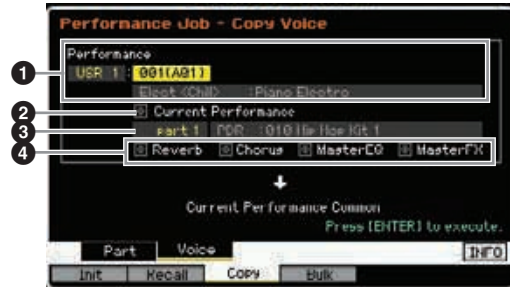 Performance Job - Copy Voice
Performance
1 USR 1 : 001(A01)
Elect <Chill> :Piano Electro
2 Current Performance
3 part 1 PDR :010 Hip Hop Kit 1
4 Reverb Chorus MasterEQ MasterFX
Current Performance Common
Press [ENTER] to execute.
Part Voice INFO
Init Recall Copy Bulk